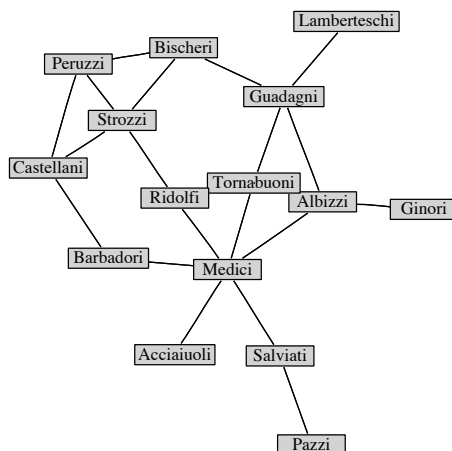 Lamberteschi
Bischeri
Peruzzi
Guadagni
Strozzi
Castellani
Tornabuoni
Ridolfi
Albizzi
Ginori
Barbadori
Medici
Acciaiuoli
Salviati
Pazzi